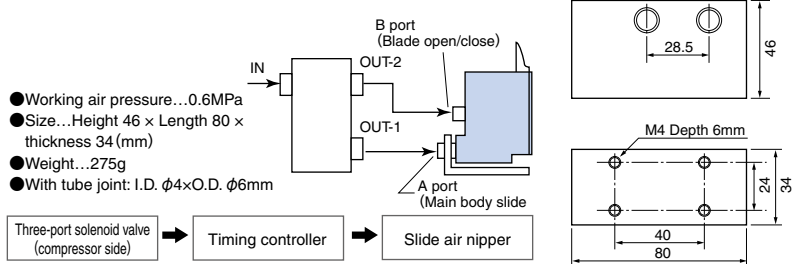 ●Working air pressure…0.6MPa
●Size…Height 46 × Length 80 ×
thickness 34 (mm)
●Weight…275g
●With tube joint: I.D. ϕ4×O.D. ϕ6mm
IN
OUT-2
OUT-1
B port
(Blade open/close)
A port
(Main body slide
Three-port solenoid valve
(compressor side)
Timing controller
Slide air nipper
28.5
46
M4 Depth 6mm
24
34
40
80